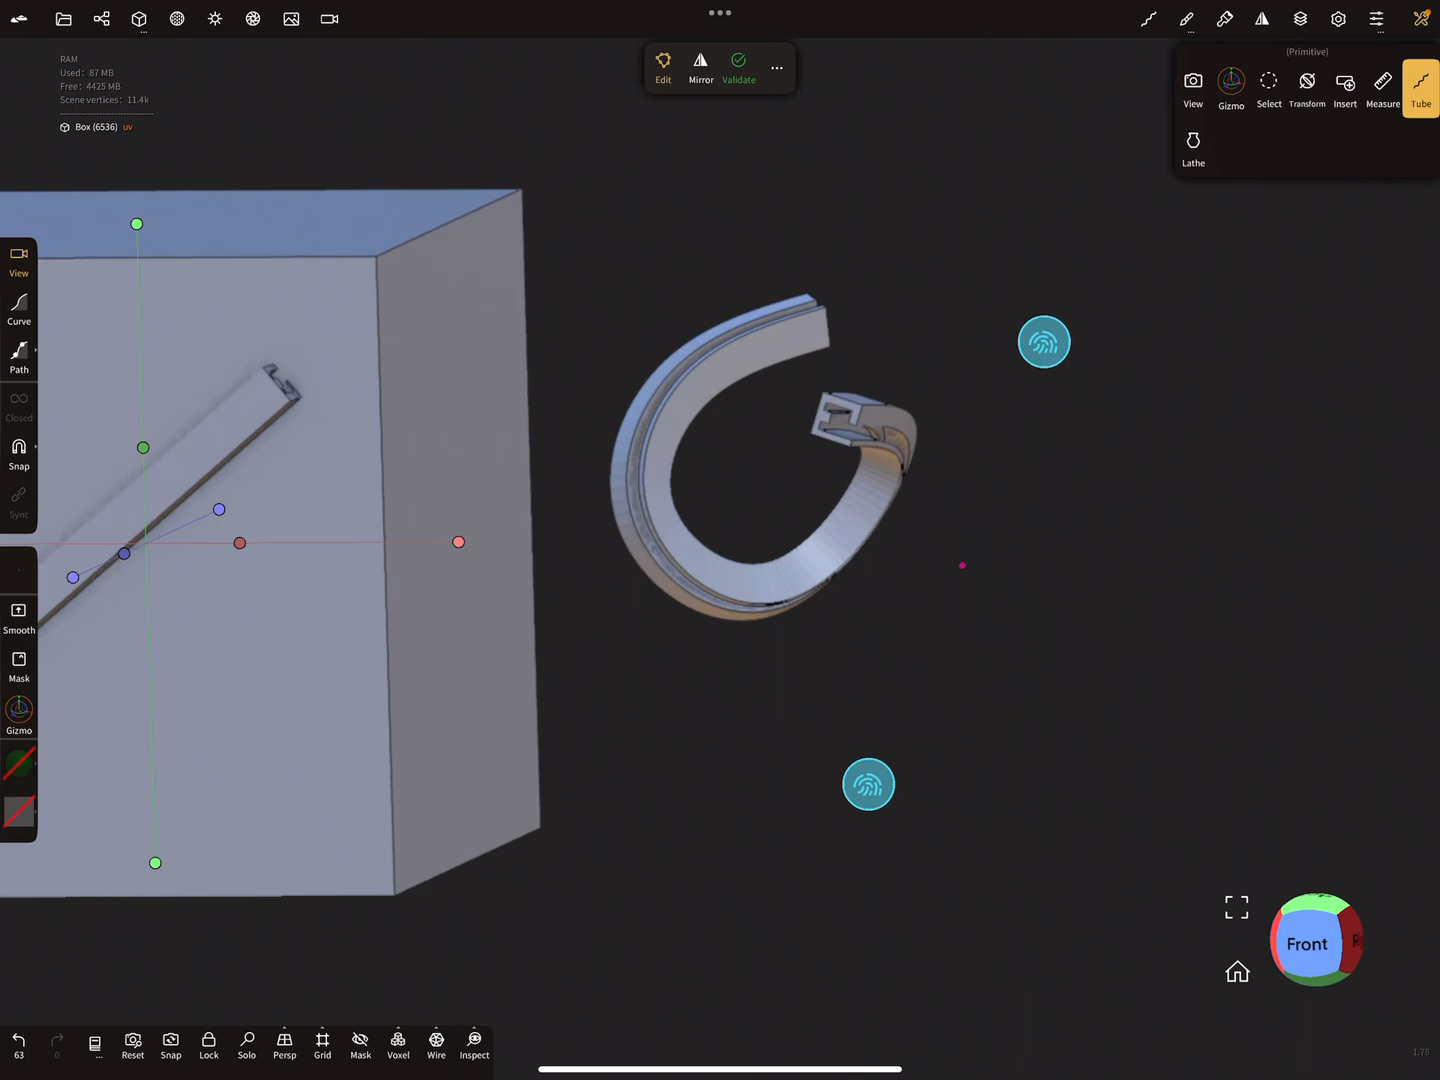 RAM
Used: 87 MB
Free: 4425 MB
Scene vertices: 11.4k
Box (6536) uv
Edit
Mirror
Validate
(Primitive)
View
Gizmo
Select
Transform
Insert
Measure
Tube
Lathe
View
Curve
Path
Closed
Snap
Sync
Smooth
Mask
Gizmo
Front
63
0
Reset
Snap
Lock
Solo
Persp
Grid
Mask
Voxel
Wire
Inspect
1.78